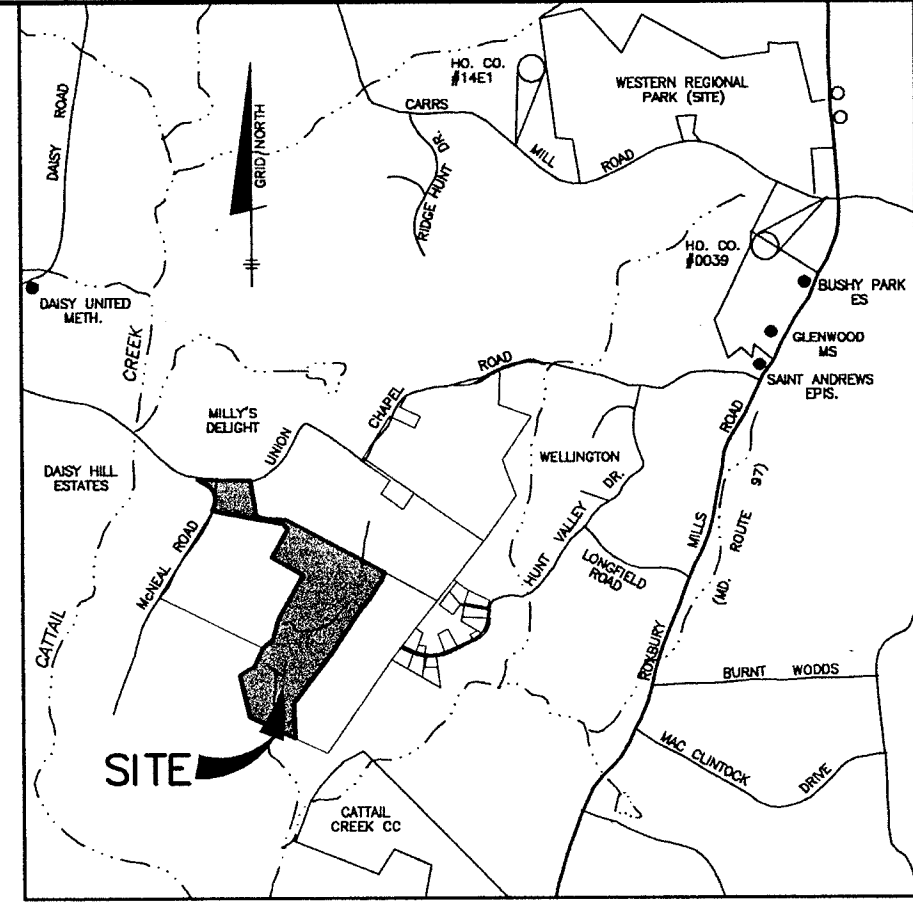 DAISY ROAD
GRID/NORTH
HO. CO.
#14E1
WESTERN REGIONAL
PARK (SITE)
CARRS MILL ROAD
RIDGE HUNT DR.
HO. CO.
#0039
BUSHY PARK
ES
GLENWOOD
MS
SAINT ANDREWS
EPIS.
DAISY UNITED
METH.
CATTAIL CREEK
MILLY'S
DELIGHT
UNION CHAPEL ROAD
DAISY HILL
ESTATES
WELLINGTON
McNEAL ROAD
HUNT VALLEY DR.
LONGFIELD
ROAD
ROXBURY MILLS ROAD
(MD. ROUTE 97)
BURNT WODDS
MAC CLINTOCK DRIVE
SITE
CATTAIL
CREEK CC